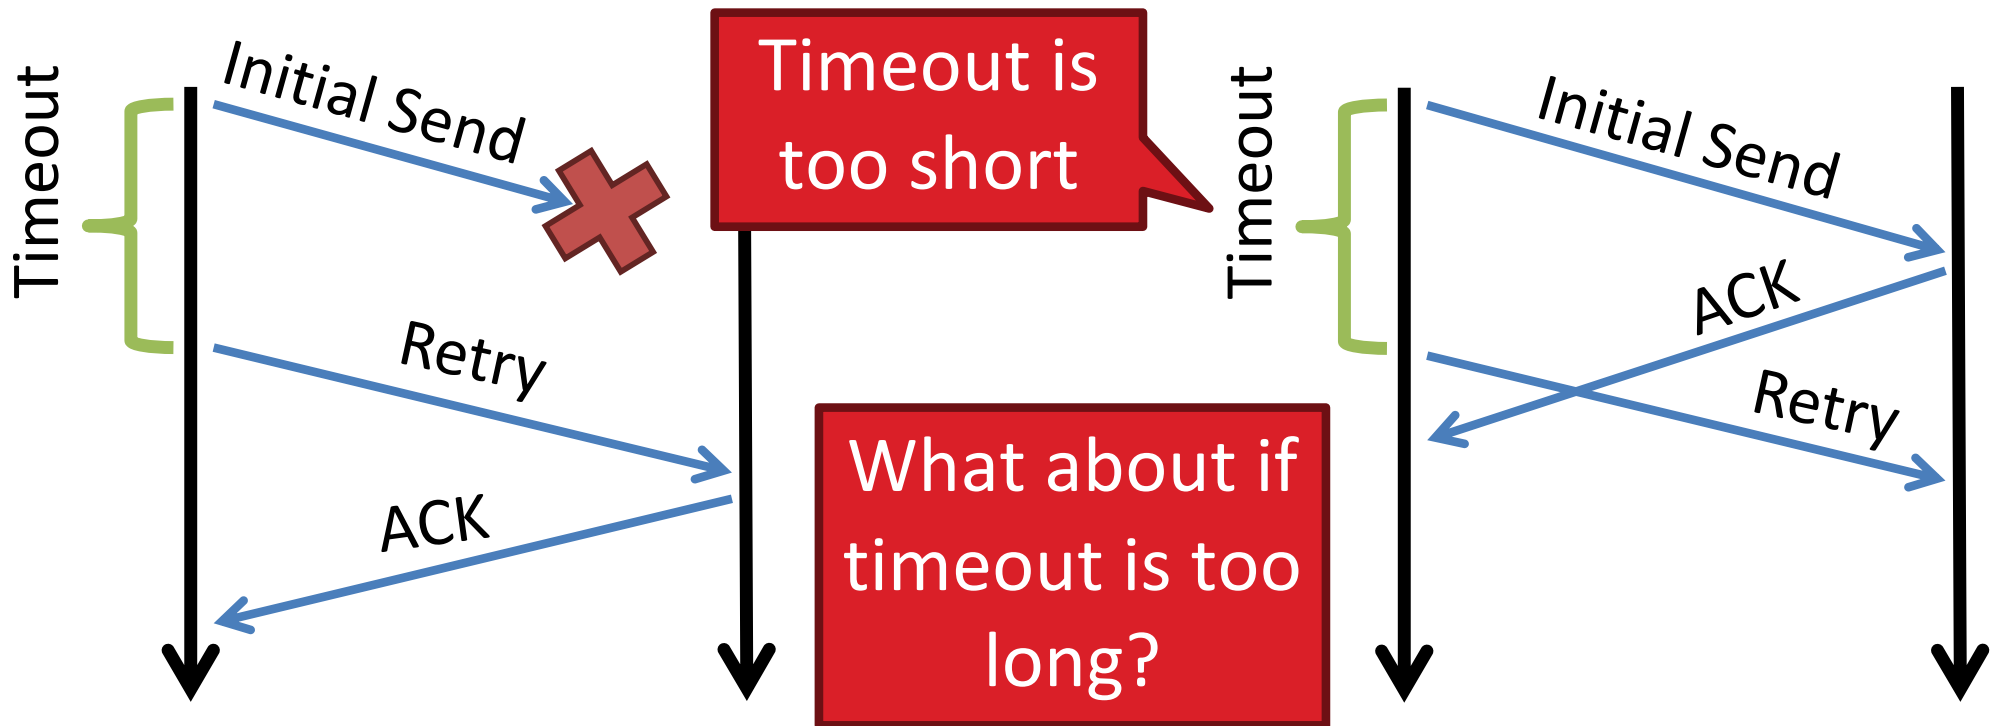 Timeout
Initial Send
Retry
ACK
Timeout is
too short
What about if
timeout is too
long?
Timeout
Initial Send
ACK
Retry